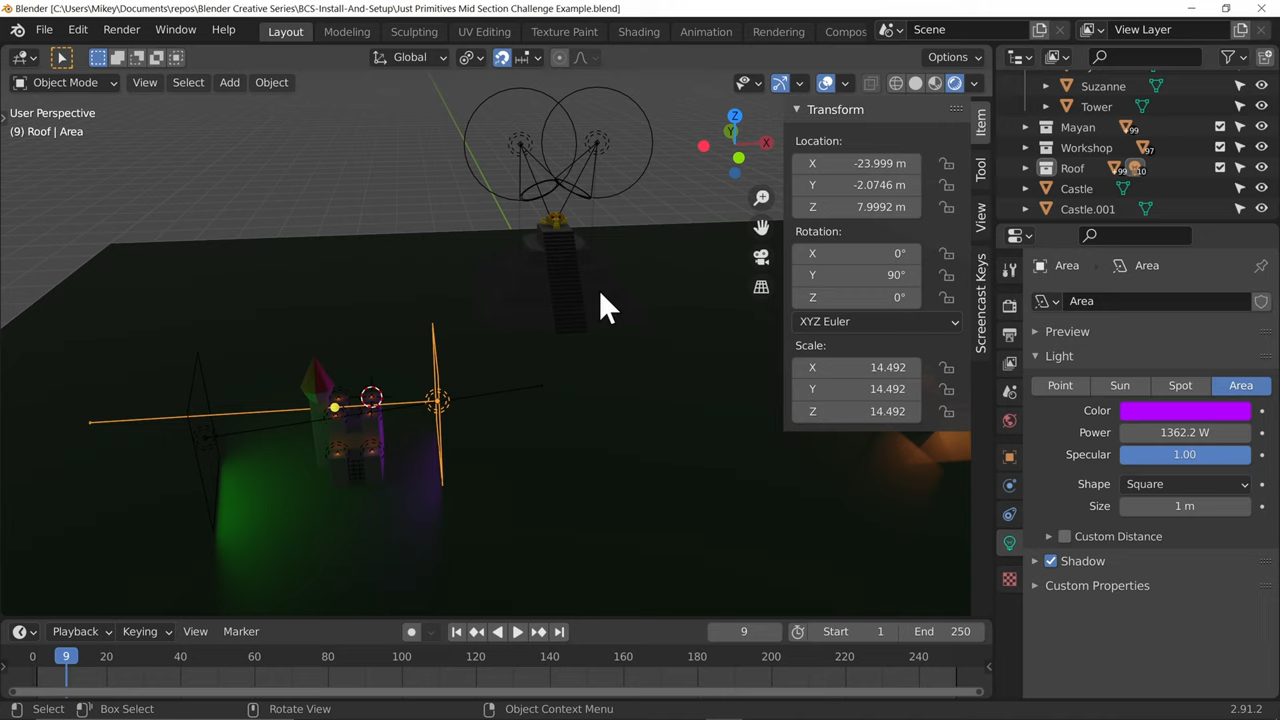 Blender [C:\Users\Mikey\Documents\repos\Blender Creative Series\BCS-Install-And-Setup\Just Primitives Mid Section Challenge Example.blend]
File Edit Render Window Help Layout Modeling Sculpting UV Editing Texture Paint Shading Animation Compos Scene View Layer
Global Options
Object Mode View Select Add Object
User Perspective
(9) Roof | Area
Z
Y
X
Transform
Location:
X -23.999 m
Y -2.0746 m
Z 7.9992 m
Rotation:
X 0°
Y 90°
Z 0°
XYZ Euler
Scale:
X 14.492
Y 14.492
Z 14.492
Item
Tool
View
Screencast Keys
Suzanne
Tower
Mayan 99
Workshop 97
Roof 99 10
Castle
Castle.001
Area Area
Area
Preview
Light
Point Sun Spot Area
Color
Power 1362.2 W
Specular 1.00
Shape Square
Size 1 m
Custom Distance
Shadow
Custom Properties
Playback Keying View Marker 9 Start 1 End 250
0 9 20 40 60 80 100 120 140 160 180 200 220 240
Select Box Select Rotate View Object Context Menu 2.91.2